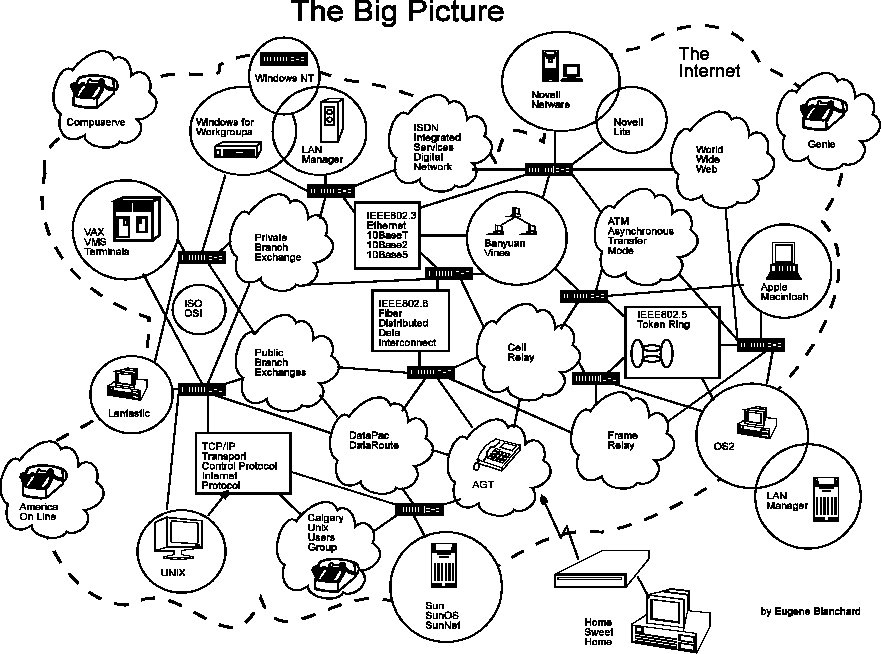 The Big Picture
The
Internet
Windows NT
Compuserve
Windows for
Workgroups
LAN
Manager
ISDN
Integrated
Services
Digital
Network
Novell
Netware
Novell
Lite
World
Wide
Web
Genie
VAX
VMS
Terminals
Private
Branch
Exchange
IEEE802.3
Ethernet
10BaseT
10Base2
10Base5
Banyuan
Vines
ATM
Asynchronous
Transfer
Mode
Apple
Macintosh
ISO
OSI
IEEE802.6
Fiber
Distributed
Data
Interconnect
IEEE802.5
Token Ring
Cell
Relay
Public
Branch
Exchanges
Lantastic
DataPac
DataRoute
Frame
Relay
OS2
TCP/IP
Transport
Control Protocol
Internet
Protocol
AGT
LAN
Manager
America
On Line
Calgary
Unix
Users
Group
UNIX
Sun
SunOS
SunNet
Home
Sweet
Home
by Eugene Blanchard